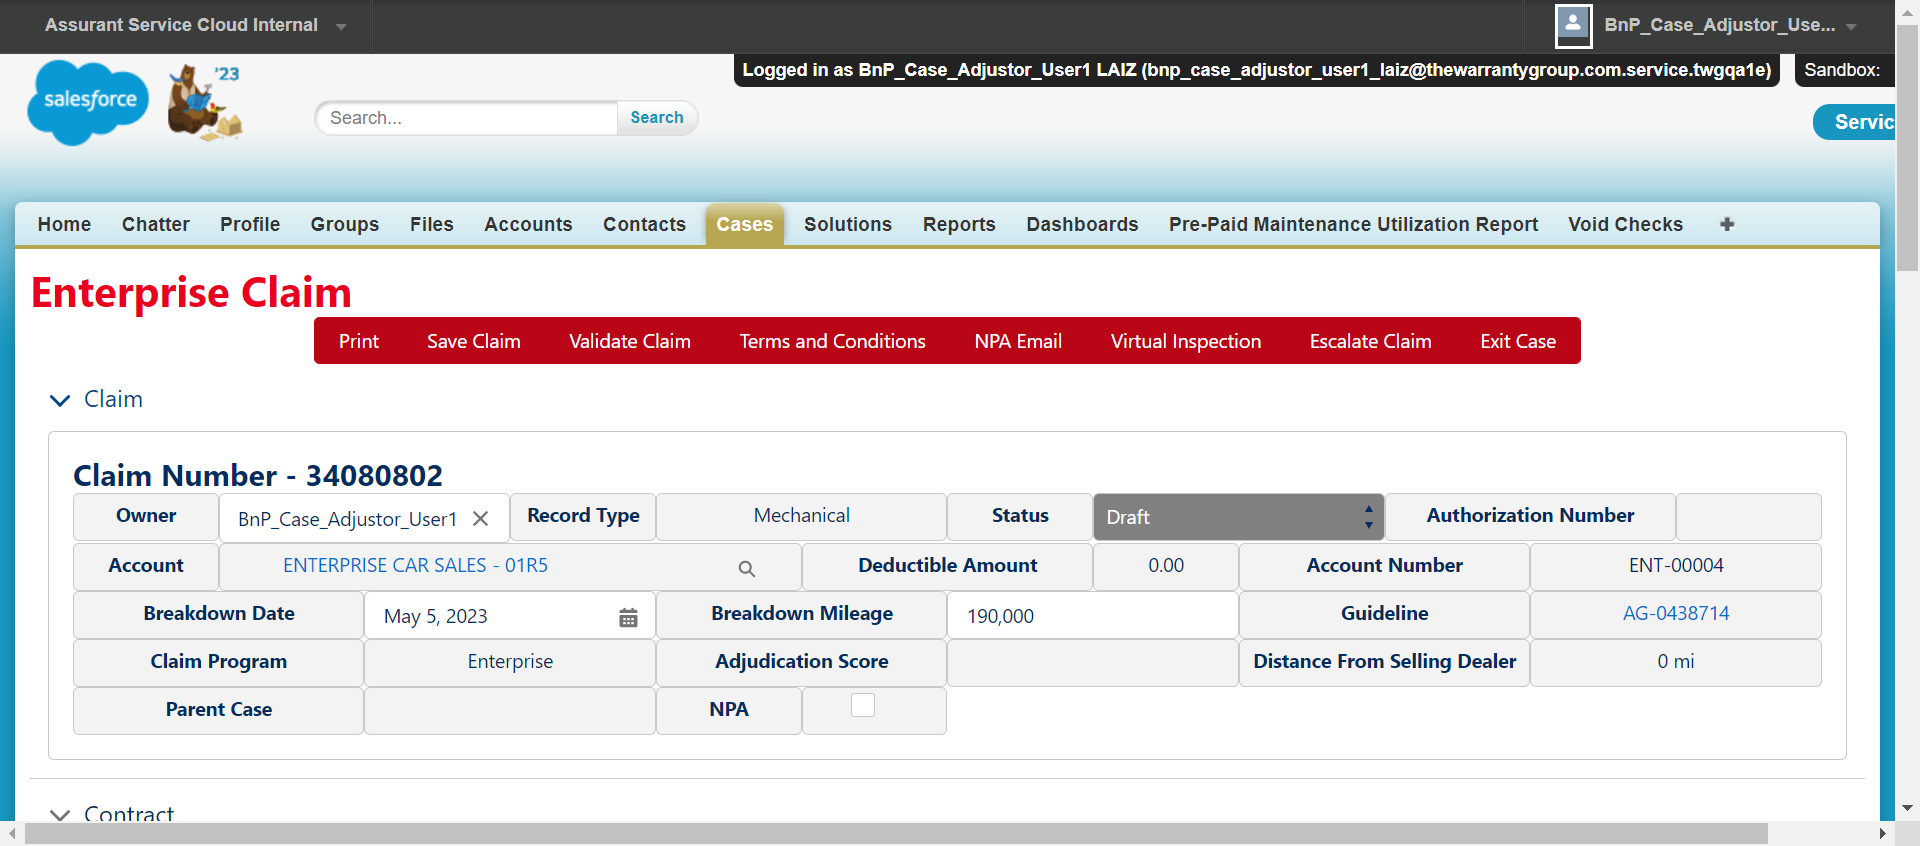 Assurant Service Cloud Internal
BnP_Case_Adjustor_Use...
Logged in as BnP_Case_Adjustor_User1 LAIZ (bnp_case_adjustor_user1_laiz@thewarrantygroup.com.service.twgqa1e)
Sandbox:
salesforce
'23
Search...
Search
Servic
Home Chatter Profile Groups Files Accounts Contacts Cases Solutions Reports Dashboards Pre-Paid Maintenance Utilization Report Void Checks
Enterprise Claim
Print Save Claim Validate Claim Terms and Conditions NPA Email Virtual Inspection Escalate Claim Exit Case
Claim
Claim Number - 34080802
Owner BnP_Case_Adjustor_User1 Record Type Mechanical Status Draft Authorization Number
Account ENTERPRISE CAR SALES - 01R5 Deductible Amount 0.00 Account Number ENT-00004
Breakdown Date May 5, 2023 Breakdown Mileage 190,000 Guideline AG-0438714
Claim Program Enterprise Adjudication Score Distance From Selling Dealer 0 mi
Parent Case NPA
Contract